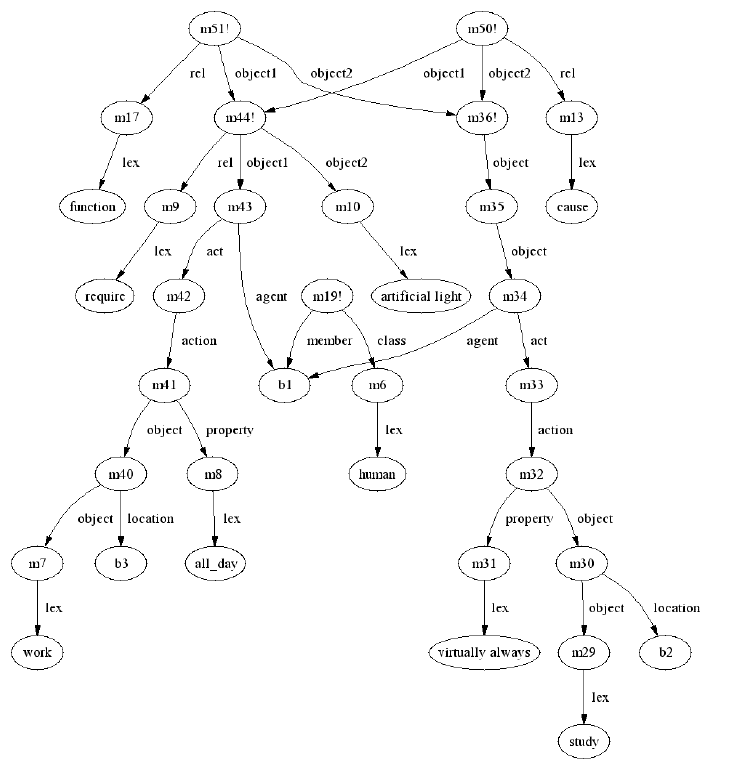 m51! m50!
rel object1 object2 object1 object2 rel
m17 m44! m36! m13
lex rel object1 object2 object lex
function m9 m43 m10 m35 cause
lex act lex object
require m42 agent m19! artificial light m34
action member class agent act
m41 b1 m6 m33
object property lex action
m40 m8 human m32
object location lex property object
m7 b3 all_day m31 m30
lex lex object location
work virtually always m29 b2
lex
study